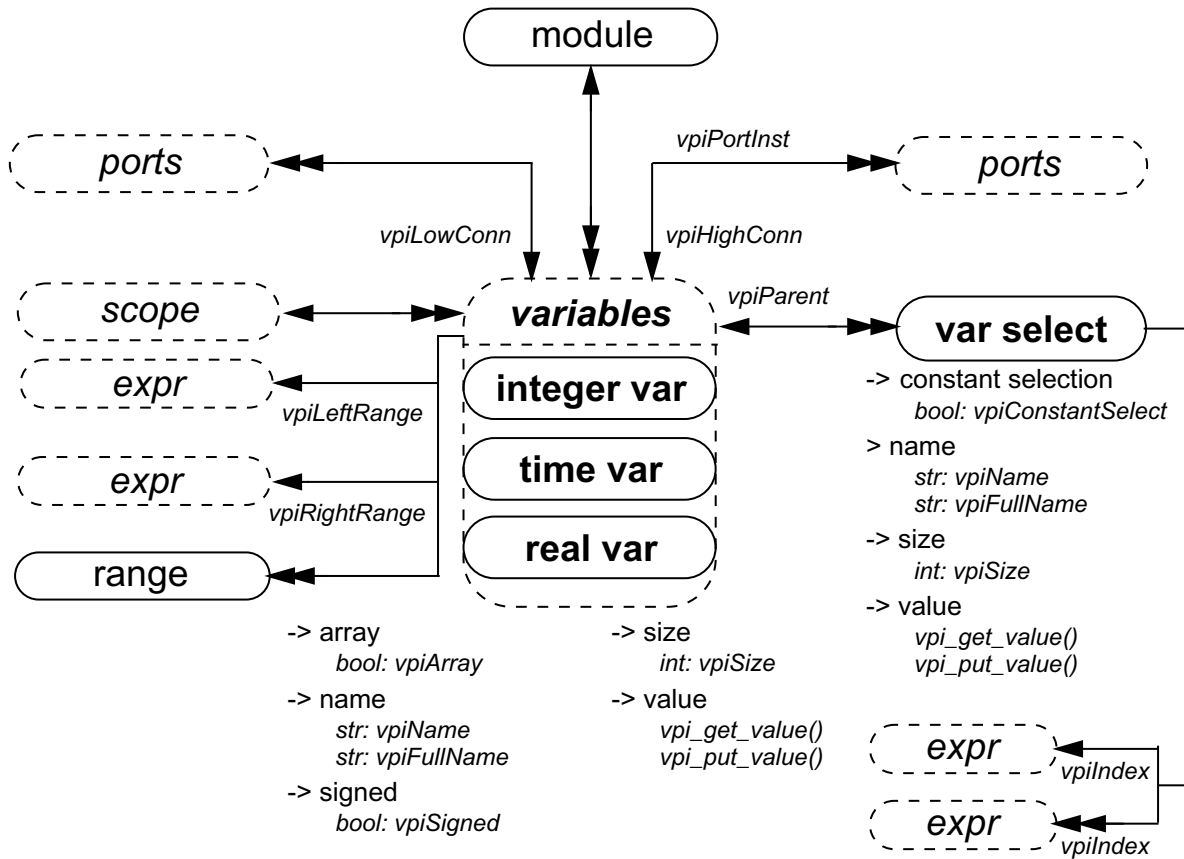 module
ports
vpiPortInst
ports
vpiLowConn
vpiHighConn
scope
variables
vpiParent
var select
expr
vpiLeftRange
integer var
-> constant selection
bool: vpiConstantSelect
> name
str: vpiName
str: vpiFullName
expr
vpiRightRange
time var
-> size
int: vpiSize
range
real var
-> value
vpi_get_value()
vpi_put_value()
-> array
bool: vpiArray
-> name
str: vpiName
str: vpiFullName
-> signed
bool: vpiSigned
-> size
int: vpiSize
-> value
vpi_get_value()
vpi_put_value()
expr
vpiIndex
expr
vpiIndex